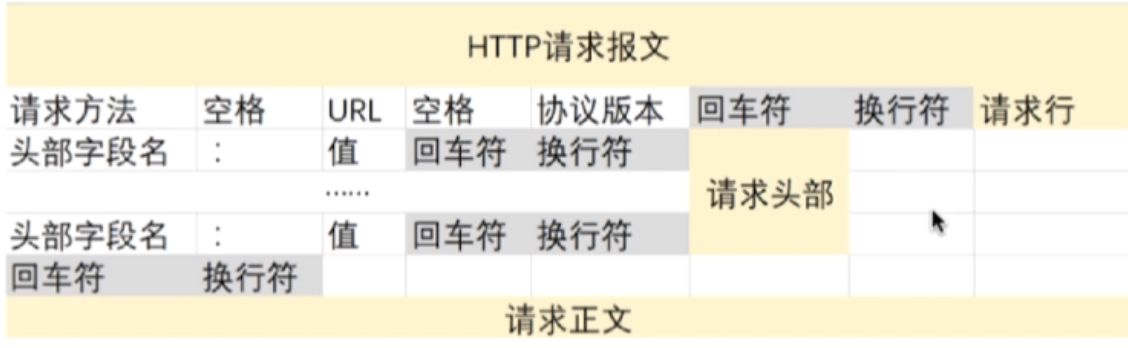 HTTP请求报文
请求方法 空格 URL 空格 协议版本 回车符 换行符 请求行
头部字段名 : 值 回车符 换行符
……
请求头部
头部字段名 : 值 回车符 换行符
回车符 换行符
请求正文